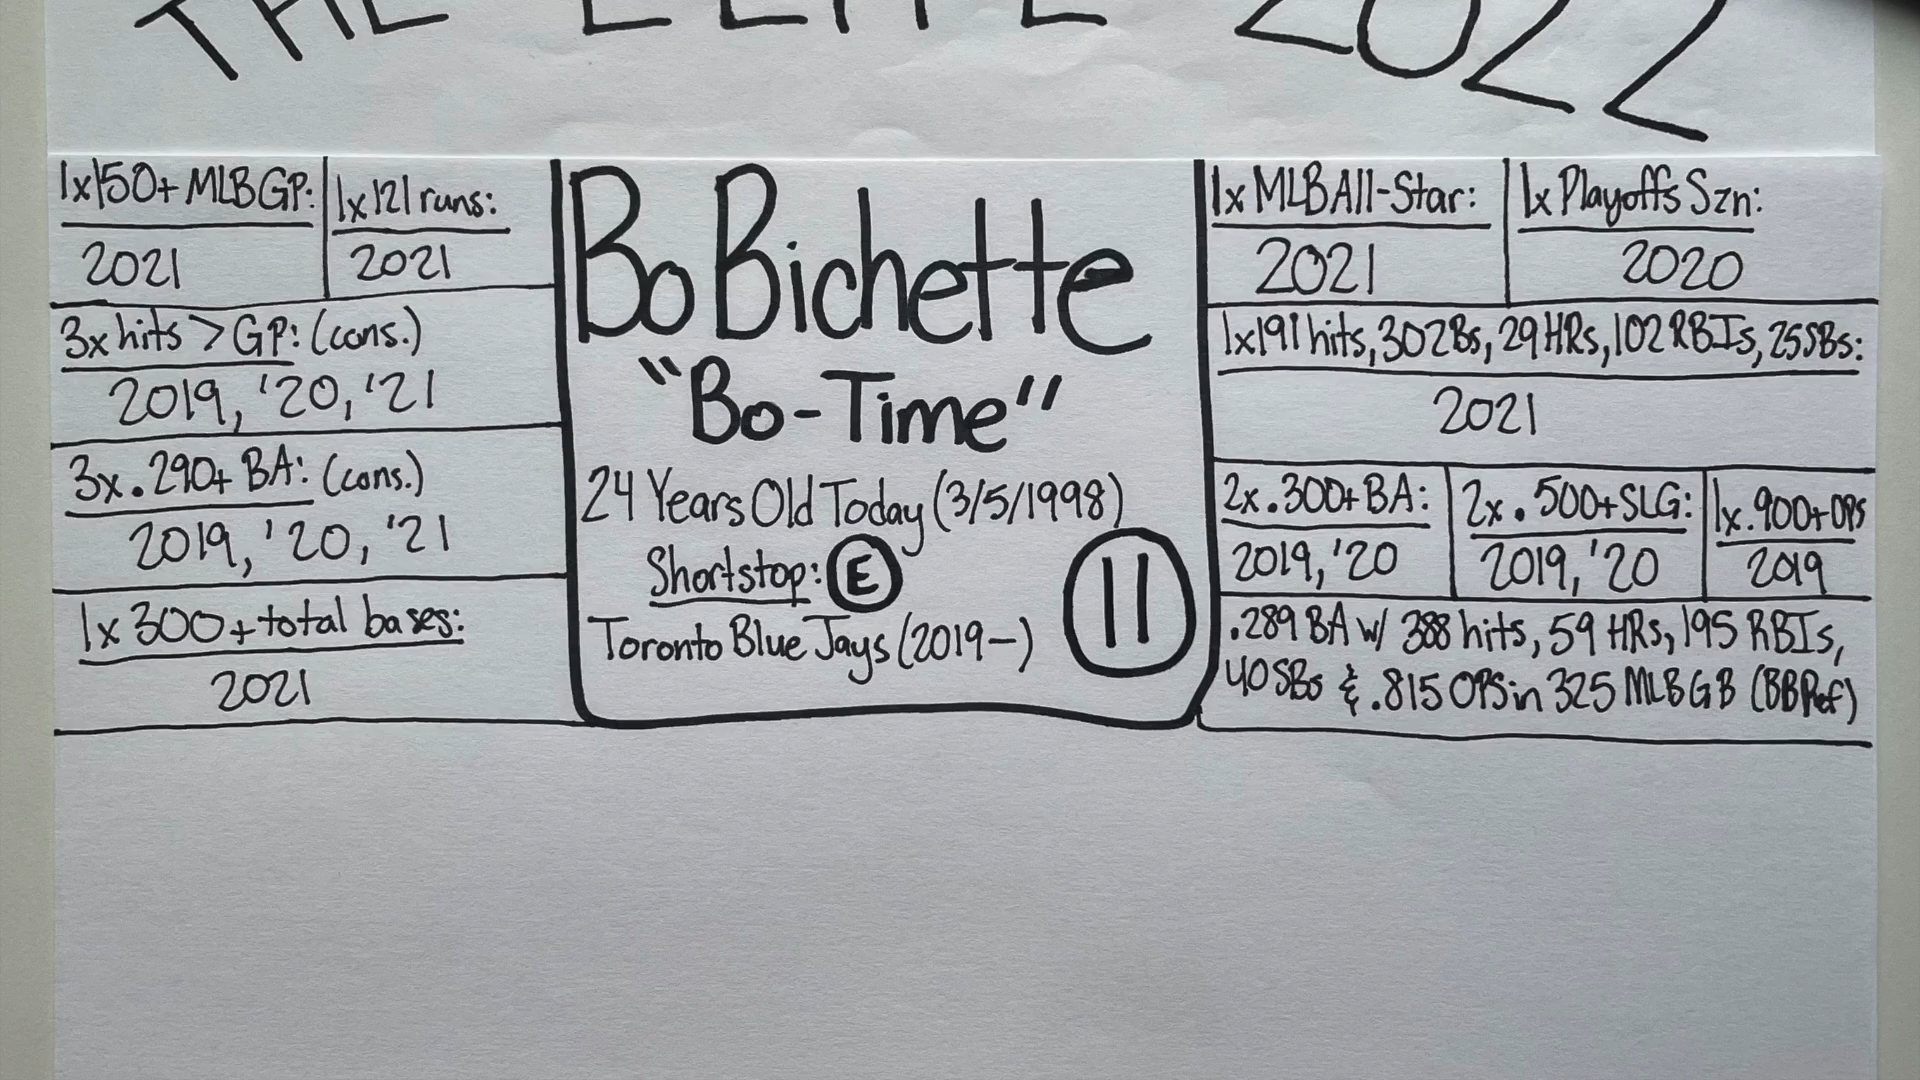 THE ELITE 2022
1x150+ MLB GP:
2021
1x 121 runs:
2021
3x hits > GP: (cons.)
2019, '20, '21
3x .290+ BA: (cons.)
2019, '20, '21
1x 300+ total bases:
2021
Bo Bichette
"Bo-Time"
24 Years Old Today (3/5/1998)
Shortstop: E
Toronto Blue Jays (2019-)
11
1x MLB All-Star:
2021
1x Playoffs Szn:
2020
1x191 hits, 30 2Bs, 29 HRs, 102 RBIs, 25 SBs:
2021
2x .300+ BA:
2019, '20
2x .500+ SLG:
2019, '20
1x .900+ OPS
2019
.289 BA w/ 388 hits, 59 HRs, 195 RBIs,
40 SBs & .815 OPS in 325 MLB GB (BBRef)